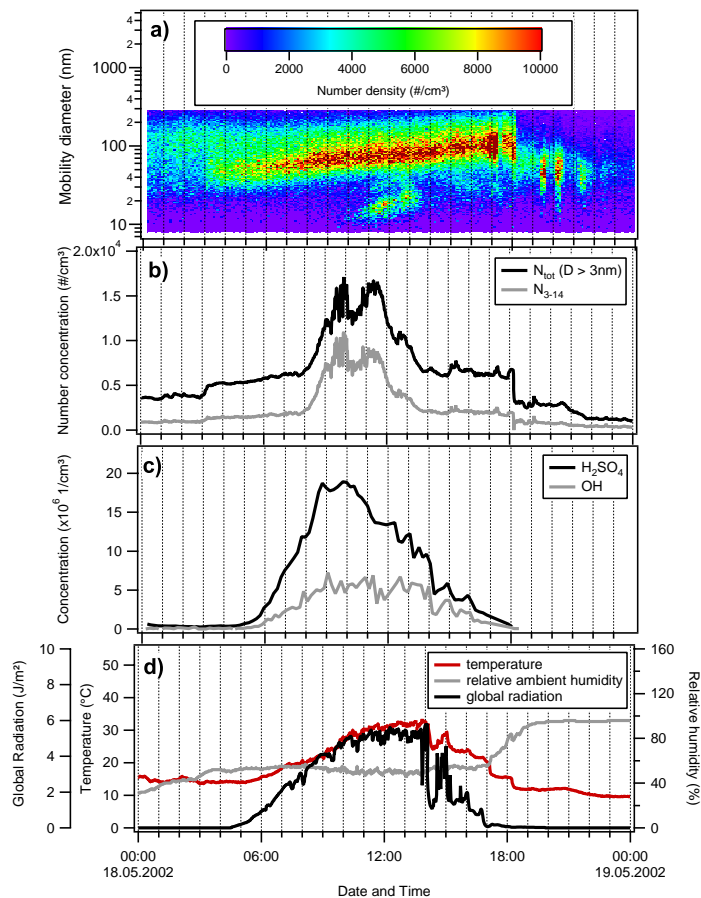 a)
0 2000 4000 6000 8000 10000
Number density (#/cm³)
Mobility diameter (nm)
4
2
1000
4
2
100
4
2
10
b)
Number concentration (#/cm³)
2.0x10⁴
1.5
1.0
0.5
0.0
Nₜₒₜ (D > 3nm)
N₃₋₁₄
c)
Concentration (x10⁶ 1/cm³)
20
15
10
5
0
H₂SO₄
OH
d)
Global Radiation (J/m²)
10
8
6
4
2
0
Temperature (°C)
50
40
30
20
10
0
temperature
relative ambient humidity
global radiation
160
120
80
40
0
Relative humidity (%)
00:00 06:00 12:00 18:00 00:00
18.05.2002 19.05.2002
Date and Time